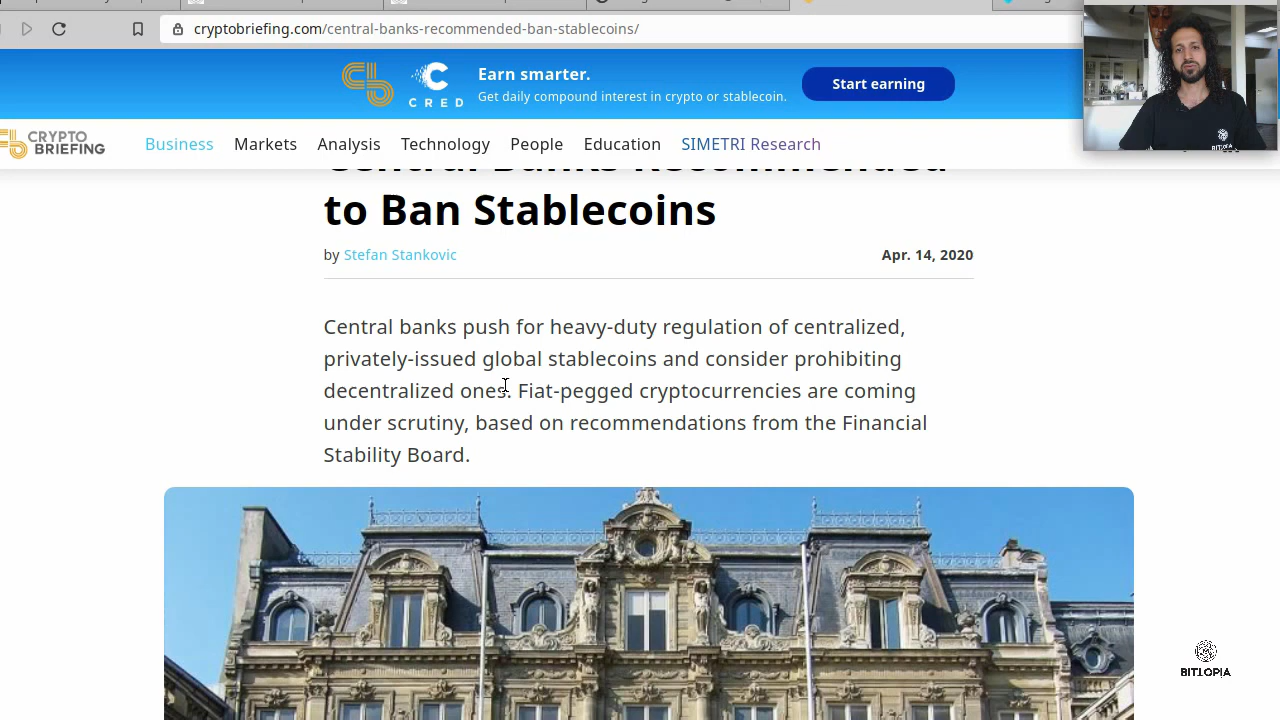 cryptobriefing.com/central-banks-recommended-ban-stablecoins/
CRED
Earn smarter.
Get daily compound interest in crypto or stablecoin.
Start earning
CRYPTO
BRIEFING
Business Markets Analysis Technology People Education SIMETRI Research
Central Banks Recommended
to Ban Stablecoins
by Stefan Stankovic
Apr. 14, 2020
Central banks push for heavy-duty regulation of centralized,
privately-issued global stablecoins and consider prohibiting
decentralized ones. Fiat-pegged cryptocurrencies are coming
under scrutiny, based on recommendations from the Financial
Stability Board.
BITTOPIA